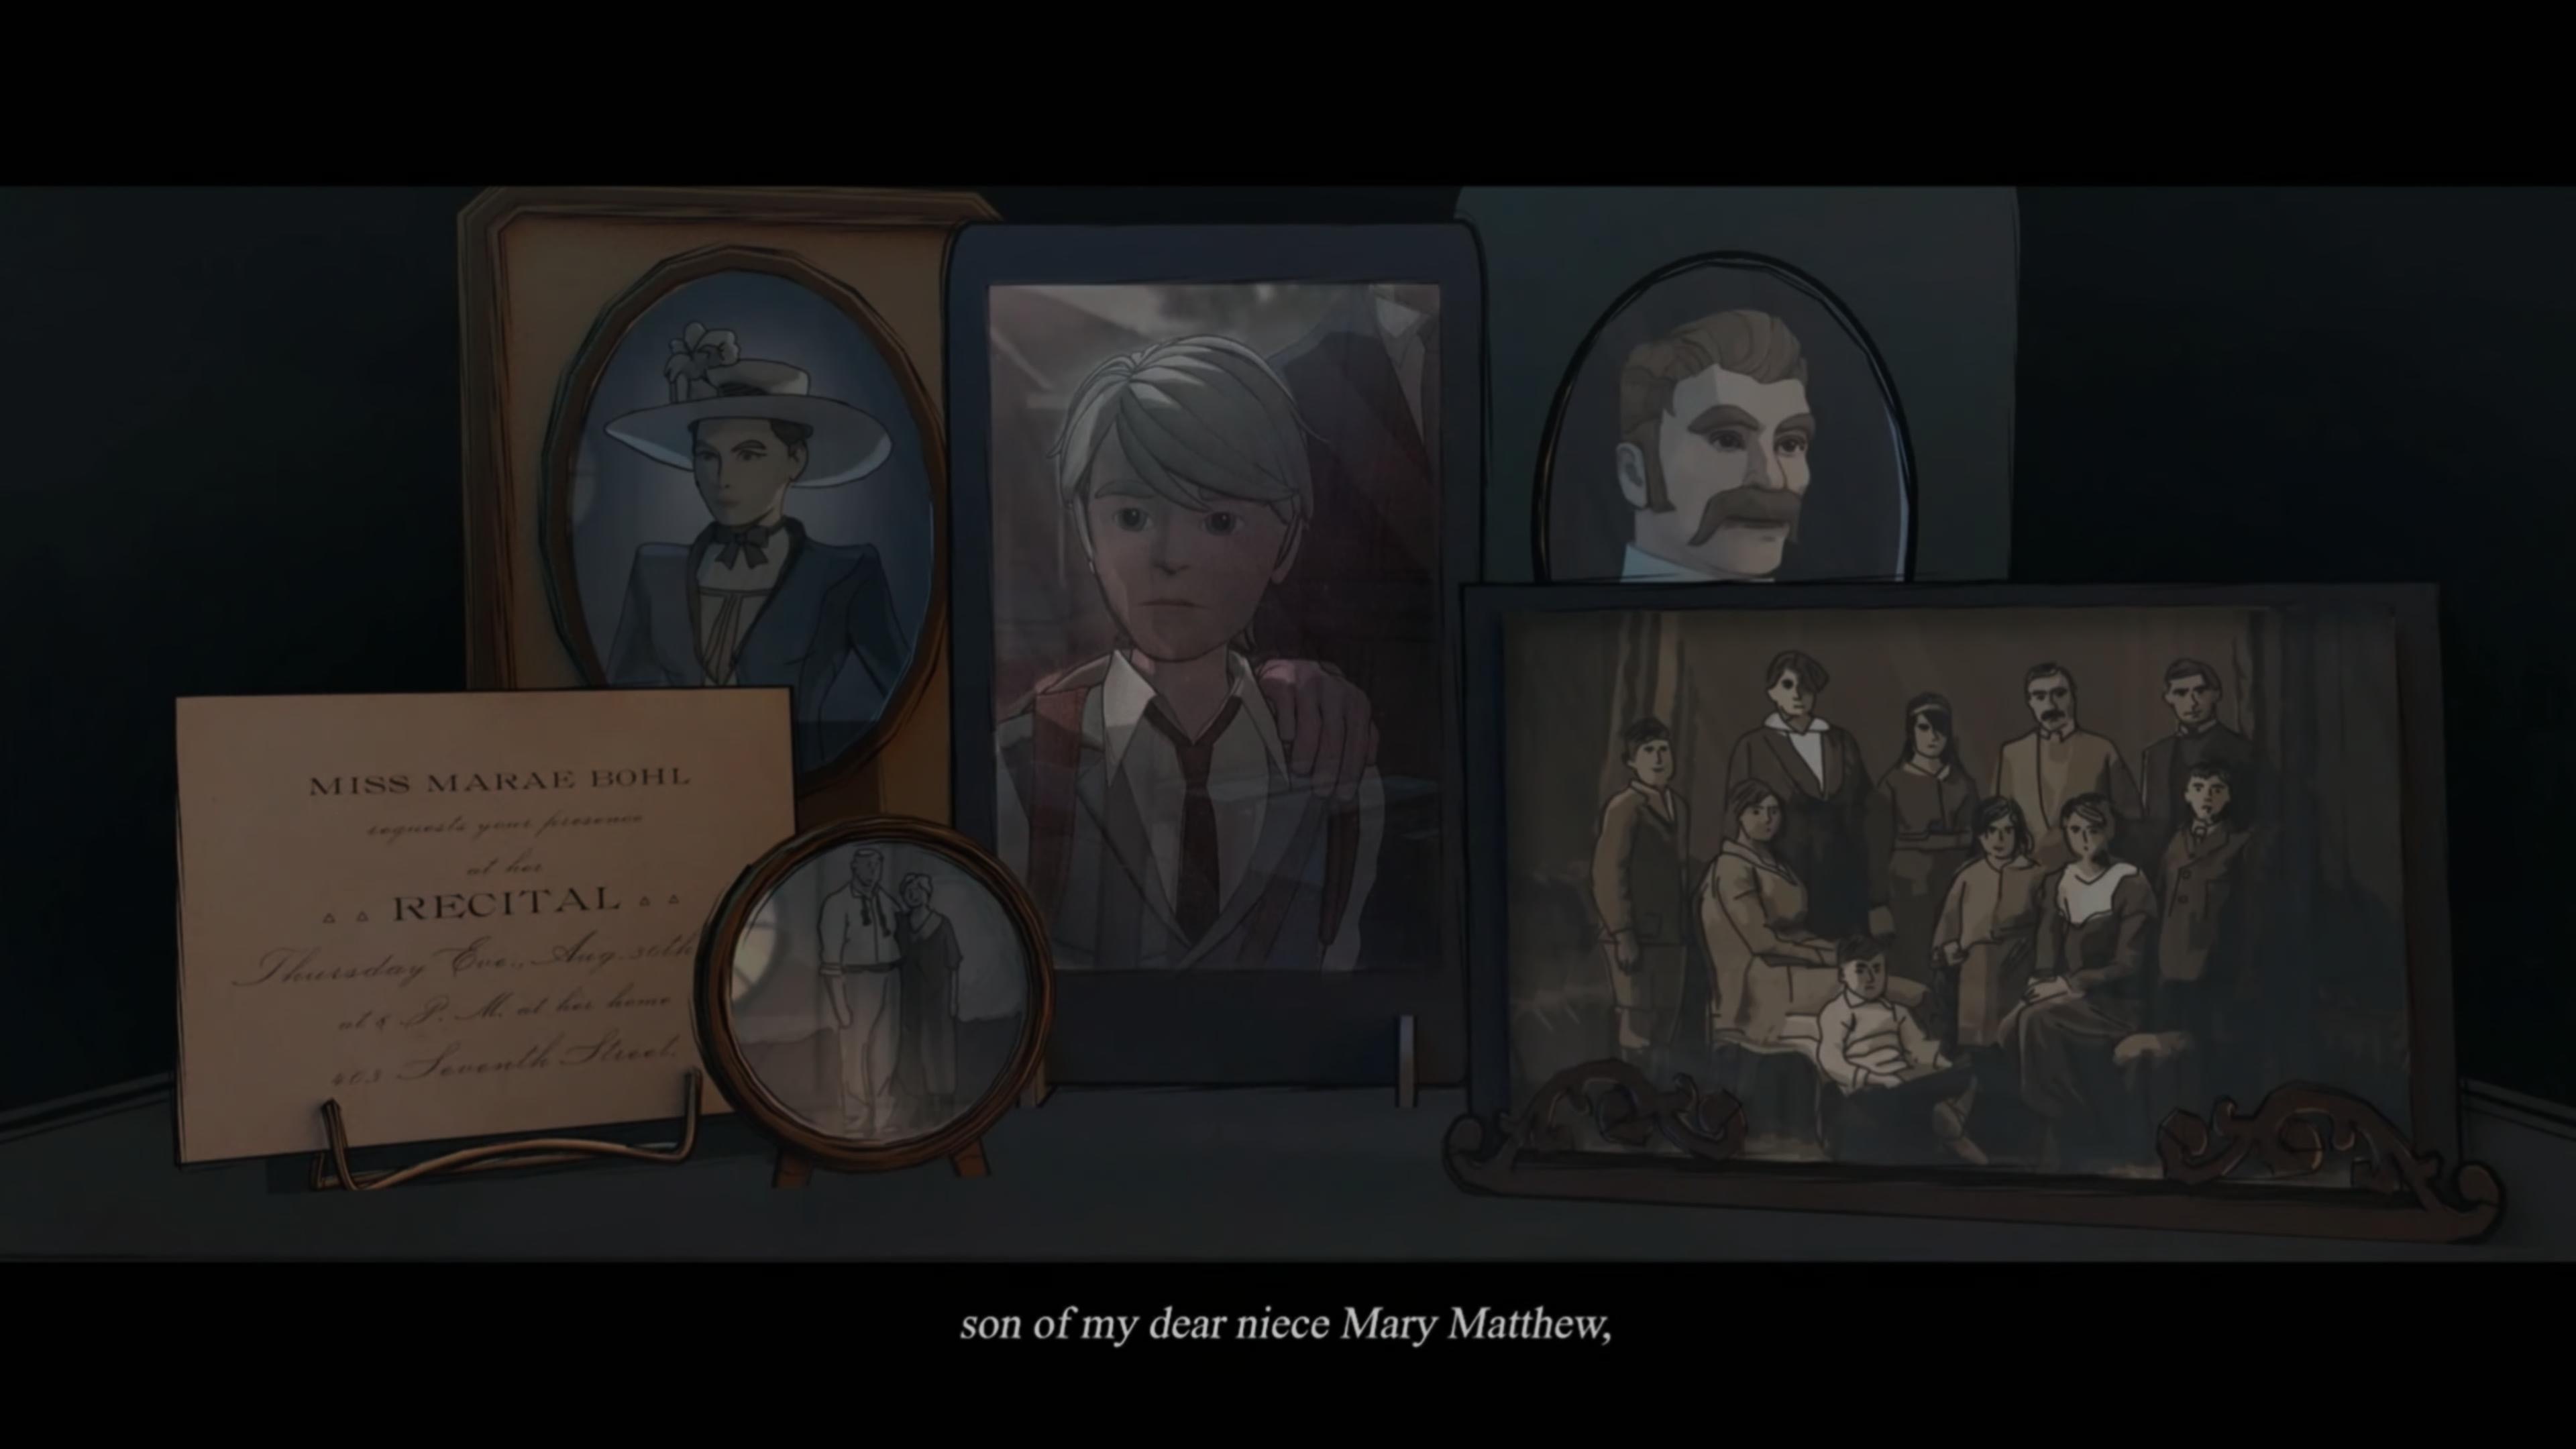 MISS MARAE BOHL
requests your presence
at her
RECITAL
Thursday Eve., Aug. 30th
at 8 P. M. at her home
403 Seventh Street.
son of my dear niece Mary Matthew,